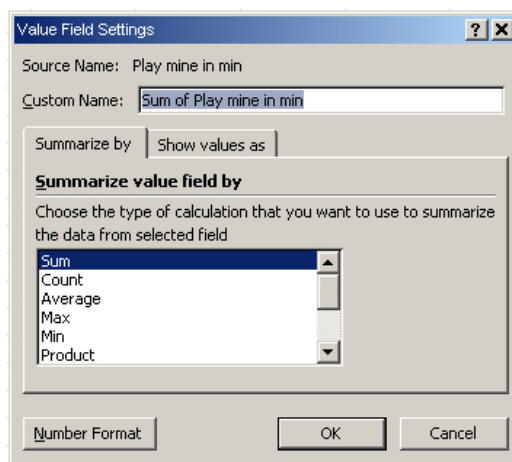 Value Field Settings
Source Name: Play mine in min
Custom Name: Sum of Play mine in min
Summarize by Show values as
Summarize value field by
Choose the type of calculation that you want to use to summarize
the data from selected field
Sum
Count
Average
Max
Min
Product
Number Format OK Cancel